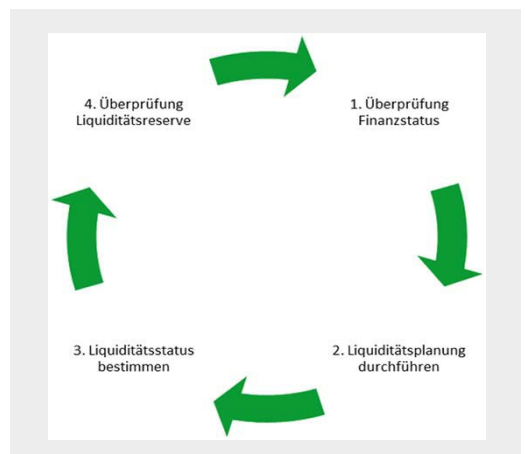 1. Überprüfung
Finanzstatus
2. Liquiditätsplanung
durchführen
3. Liquiditätsstatus
bestimmen
4. Überprüfung
Liquiditätsreserve